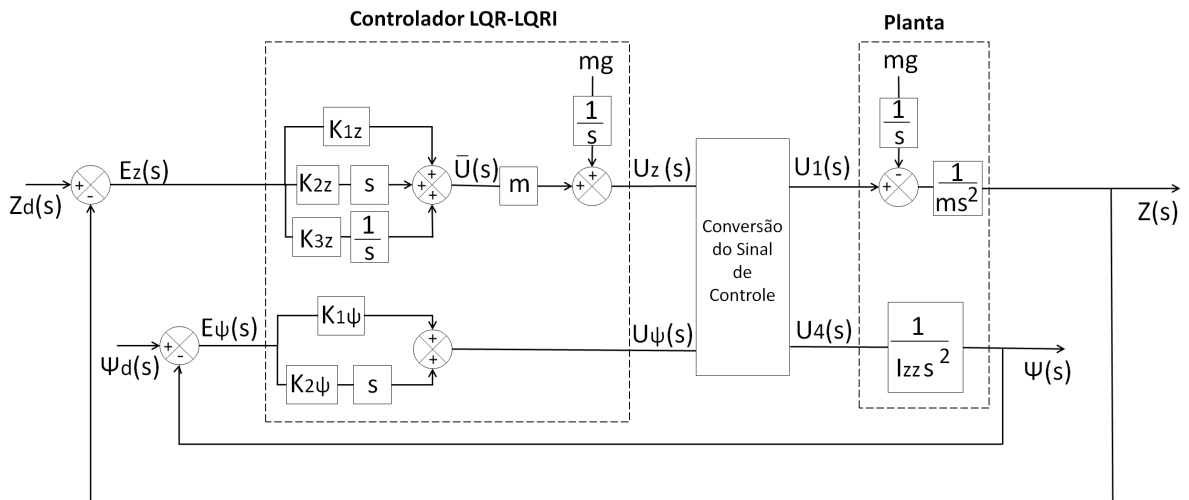 Controlador LQR-LQRI
Planta
mg
mg
1
s
1
s
K1z
Zd(s)
+
-
Ez(s)
K2z
s
+
+
+
Ū(s)
m
+
+
Uz (s)
K3z
1
s
Conversão
do Sinal
de
Controle
U1(s)
+
-
1
ms2
Z(s)
Ψd(s)
+
-
Eψ(s)
K1ψ
K2ψ
s
+
+
Uψ(s)
U4(s)
1
Izz s 2
Ψ(s)